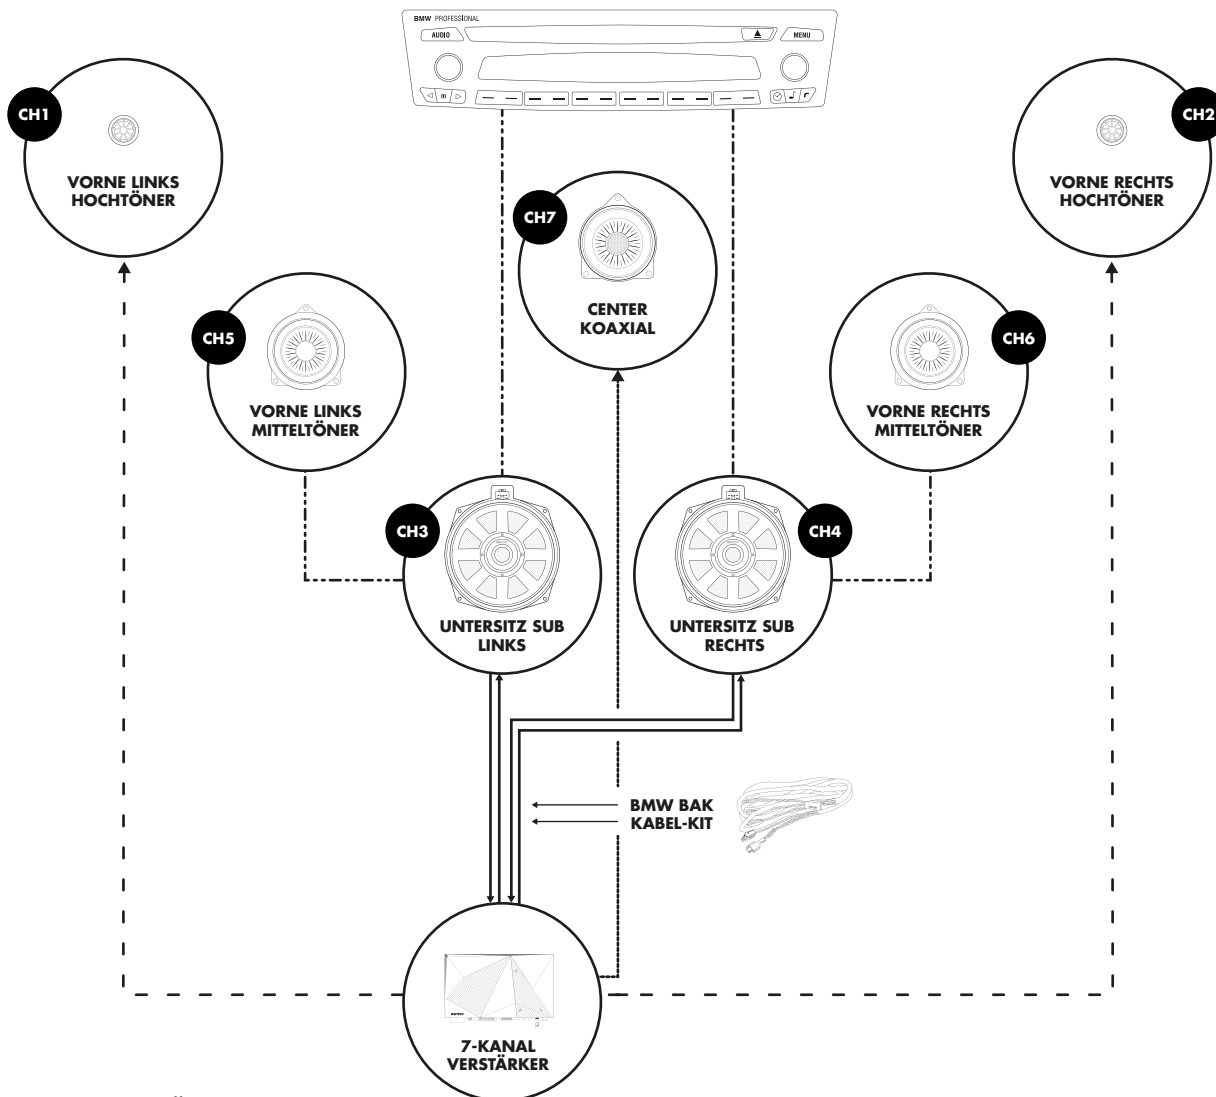 BMW PROFESSIONAL
AUDIO
MENU
CH1
VORNE LINKS
HOCHTÖNER
CH2
VORNE RECHTS
HOCHTÖNER
CH7
CENTER
KOAXIAL
CH5
VORNE LINKS
MITTELTÖNER
CH6
VORNE RECHTS
MITTELTÖNER
CH3
UNTERSITZ SUB
LINKS
CH4
UNTERSITZ SUB
RECHTS
BMW BAK
KABEL-KIT
7-KANAL
VERSTÄRKER